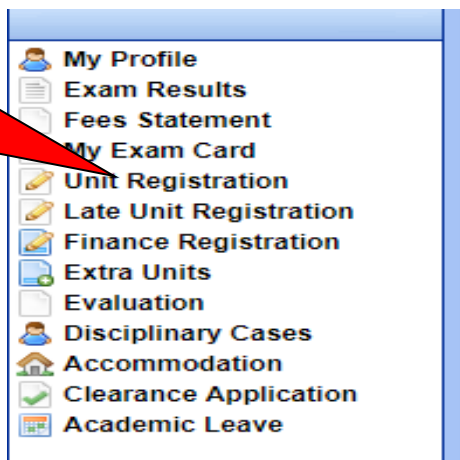 My Profile
Exam Results
Fees Statement
My Exam Card
Unit Registration
Late Unit Registration
Finance Registration
Extra Units
Evaluation
Disciplinary Cases
Accommodation
Clearance Application
Academic Leave